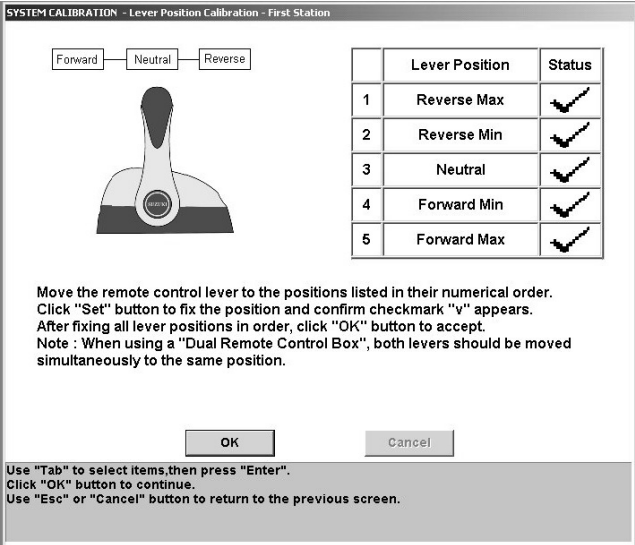 SYSTEM CALIBRATION - Lever Position Calibration - First Station
Forward Neutral Reverse
Lever Position Status
1 Reverse Max
2 Reverse Min
3 Neutral
4 Forward Min
5 Forward Max
Move the remote control lever to the positions listed in their numerical order.
Click "Set" button to fix the position and confirm checkmark "v" appears.
After fixing all lever positions in order, click "OK" button to accept.
Note : When using a "Dual Remote Control Box", both levers should be moved
simultaneously to the same position.
OK Cancel
Use "Tab" to select items,then press "Enter".
Click "OK" button to continue.
Use "Esc" or "Cancel" button to return to the previous screen.